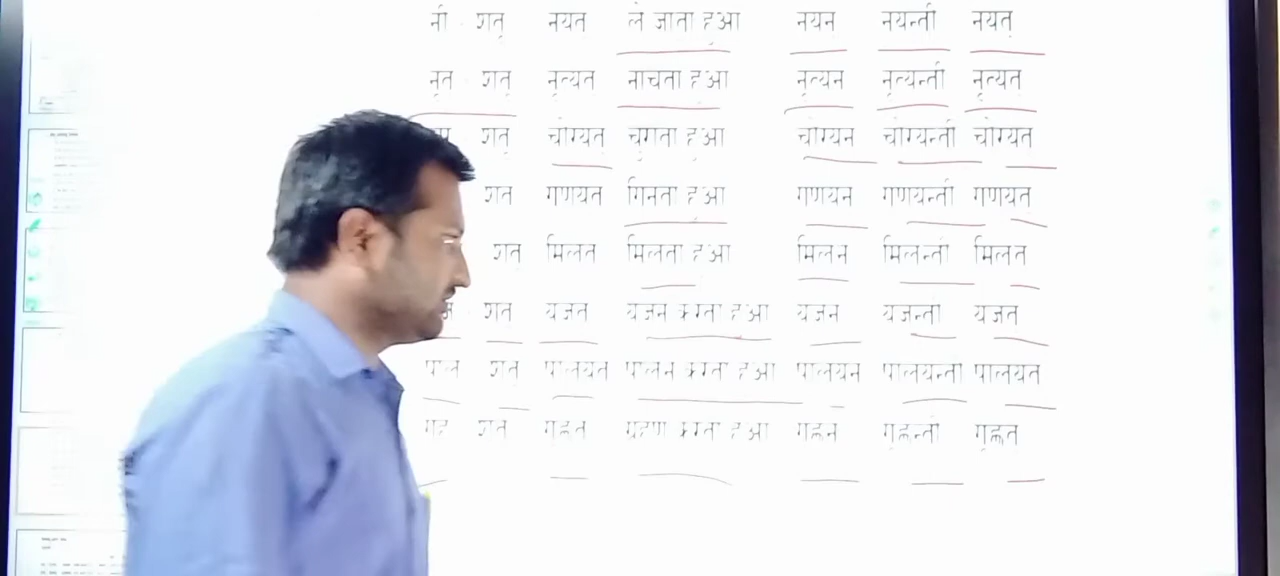 नी शतृ नयत ले जाता हुआ नयन् नयन्ती नयत्
नृत शतृ नृत्यत नाचता हुआ नृत्यन नृत्यन्ती नृत्यत
शतृ चोरयत् चुराता हुआ चोरयन चोरयन्ती चोरयत
शतृ गणयत गिनता हुआ गणयन गणयन्ती गणयत
शतृ मिलत मिलता हुआ मिलन मिलन्ती मिलत
शतृ यजत यजन करता हुआ यजन यजन्ती यजत
पाल शतृ पालयत पालन करता हुआ पालयन पालयन्ती पालयत
शतृ गृह्णत ग्रहण करता हुआ गृह्णन गृह्णन्ती गृह्णत